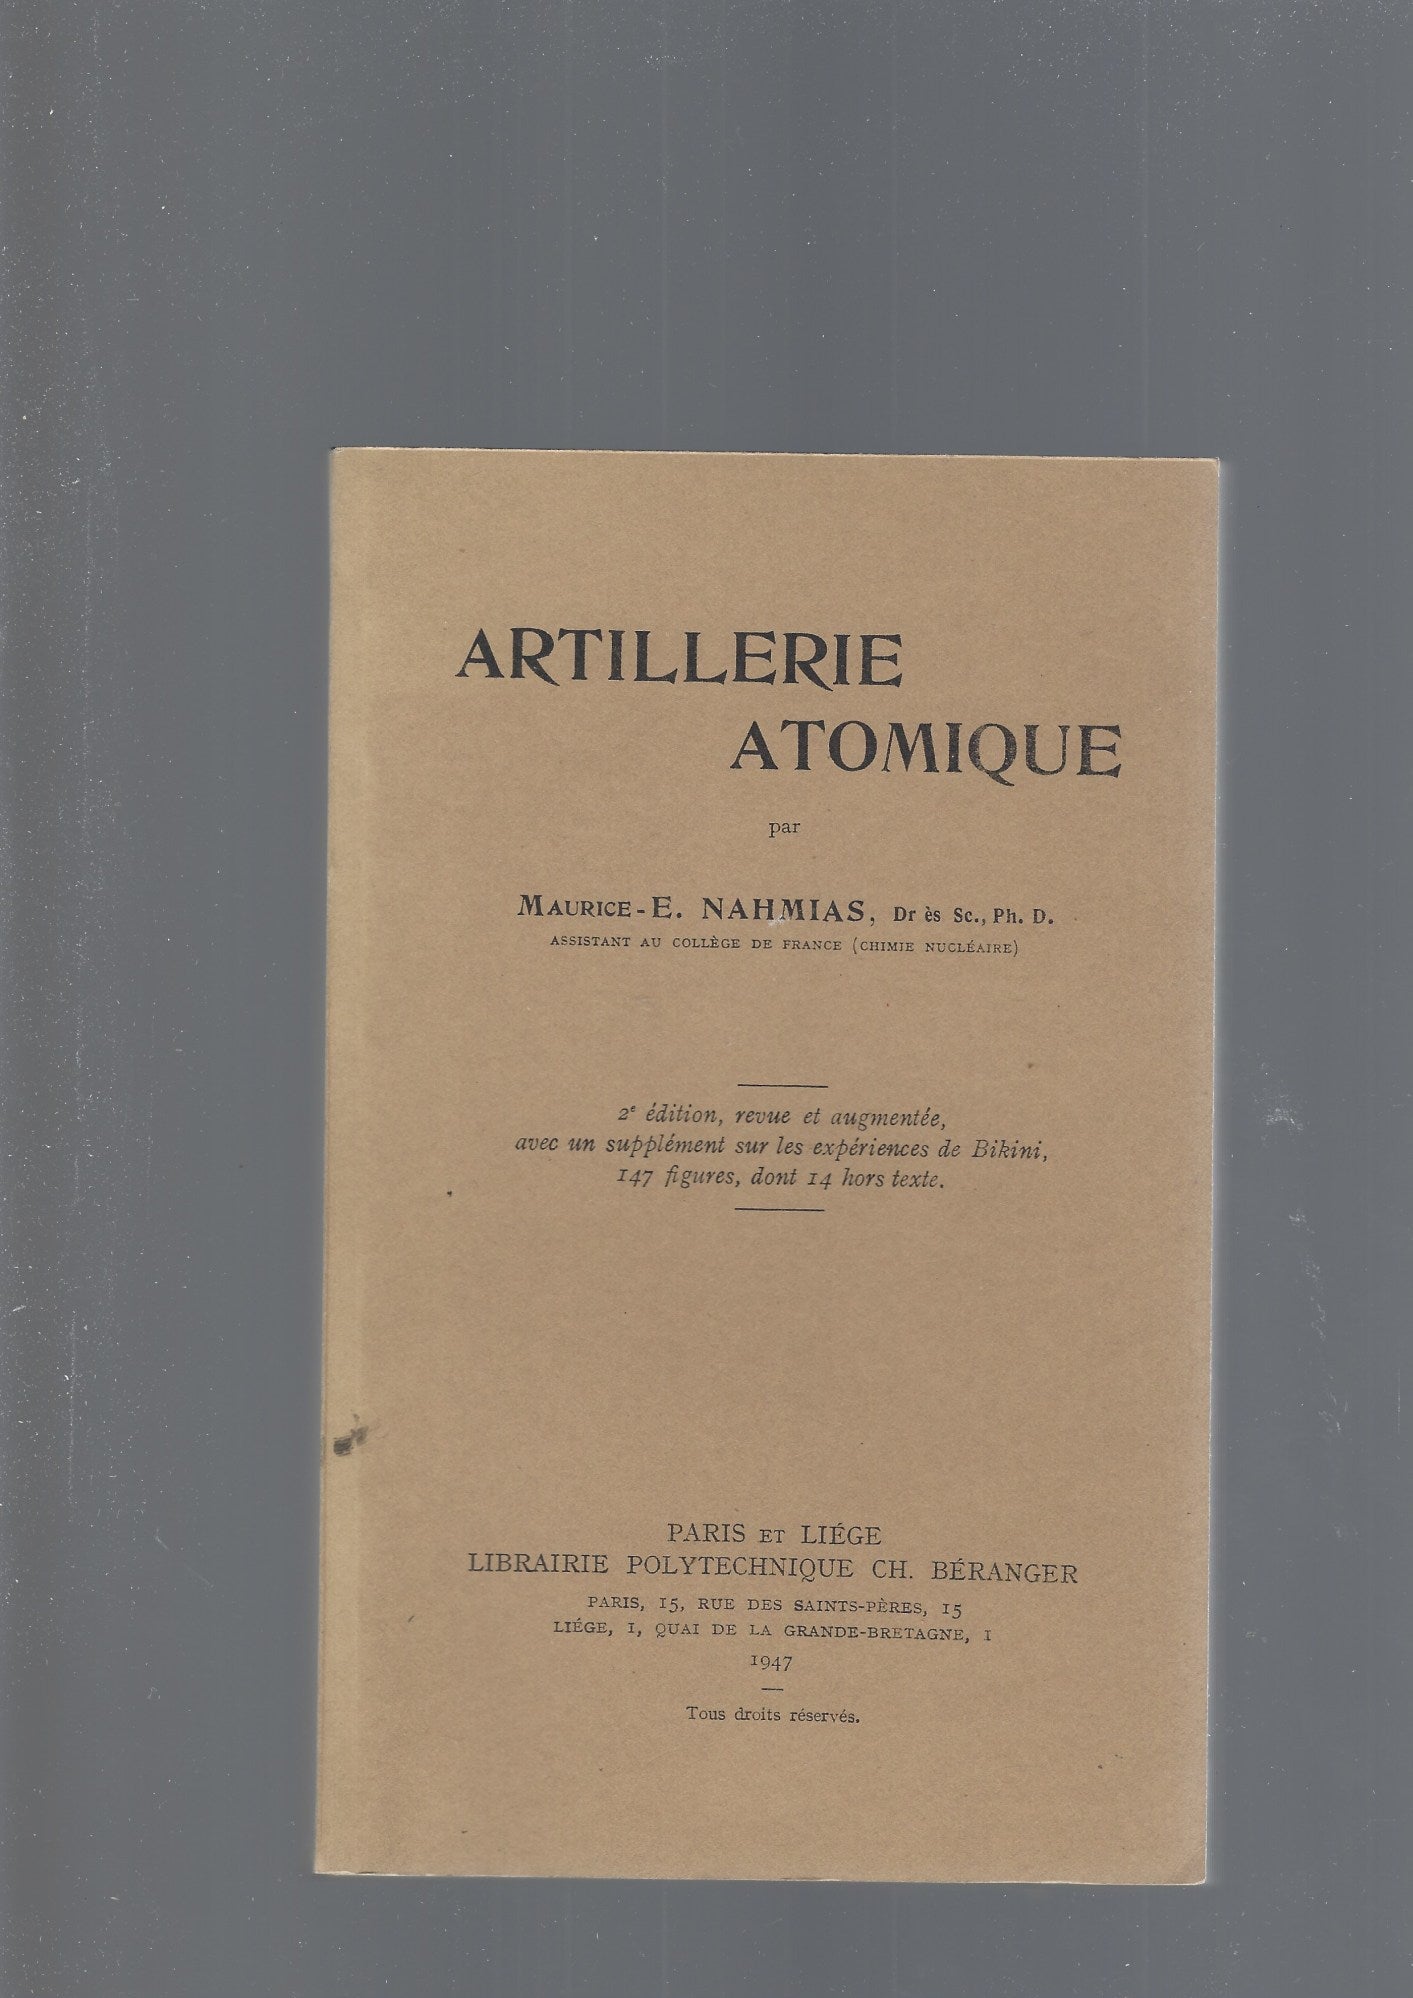 ARTILLERIE
ATOMIQUE
par
MAURICE-E. NAHMIAS, Dr ès Sc., Ph. D.
ASSISTANT AU COLLÈGE DE FRANCE (CHIMIE NUCLÉAIRE)
2e édition, revue et augmentée,
avec un supplément sur les expériences de Bikini,
147 figures, dont 14 hors texte.
PARIS ET LIÉGE
LIBRAIRIE POLYTECHNIQUE CH. BÉRANGER
PARIS, 15, RUE DES SAINTS-PÈRES, 15
LIÉGE, 1, QUAI DE LA GRANDE-BRETAGNE, 1
1947
Tous droits réservés.